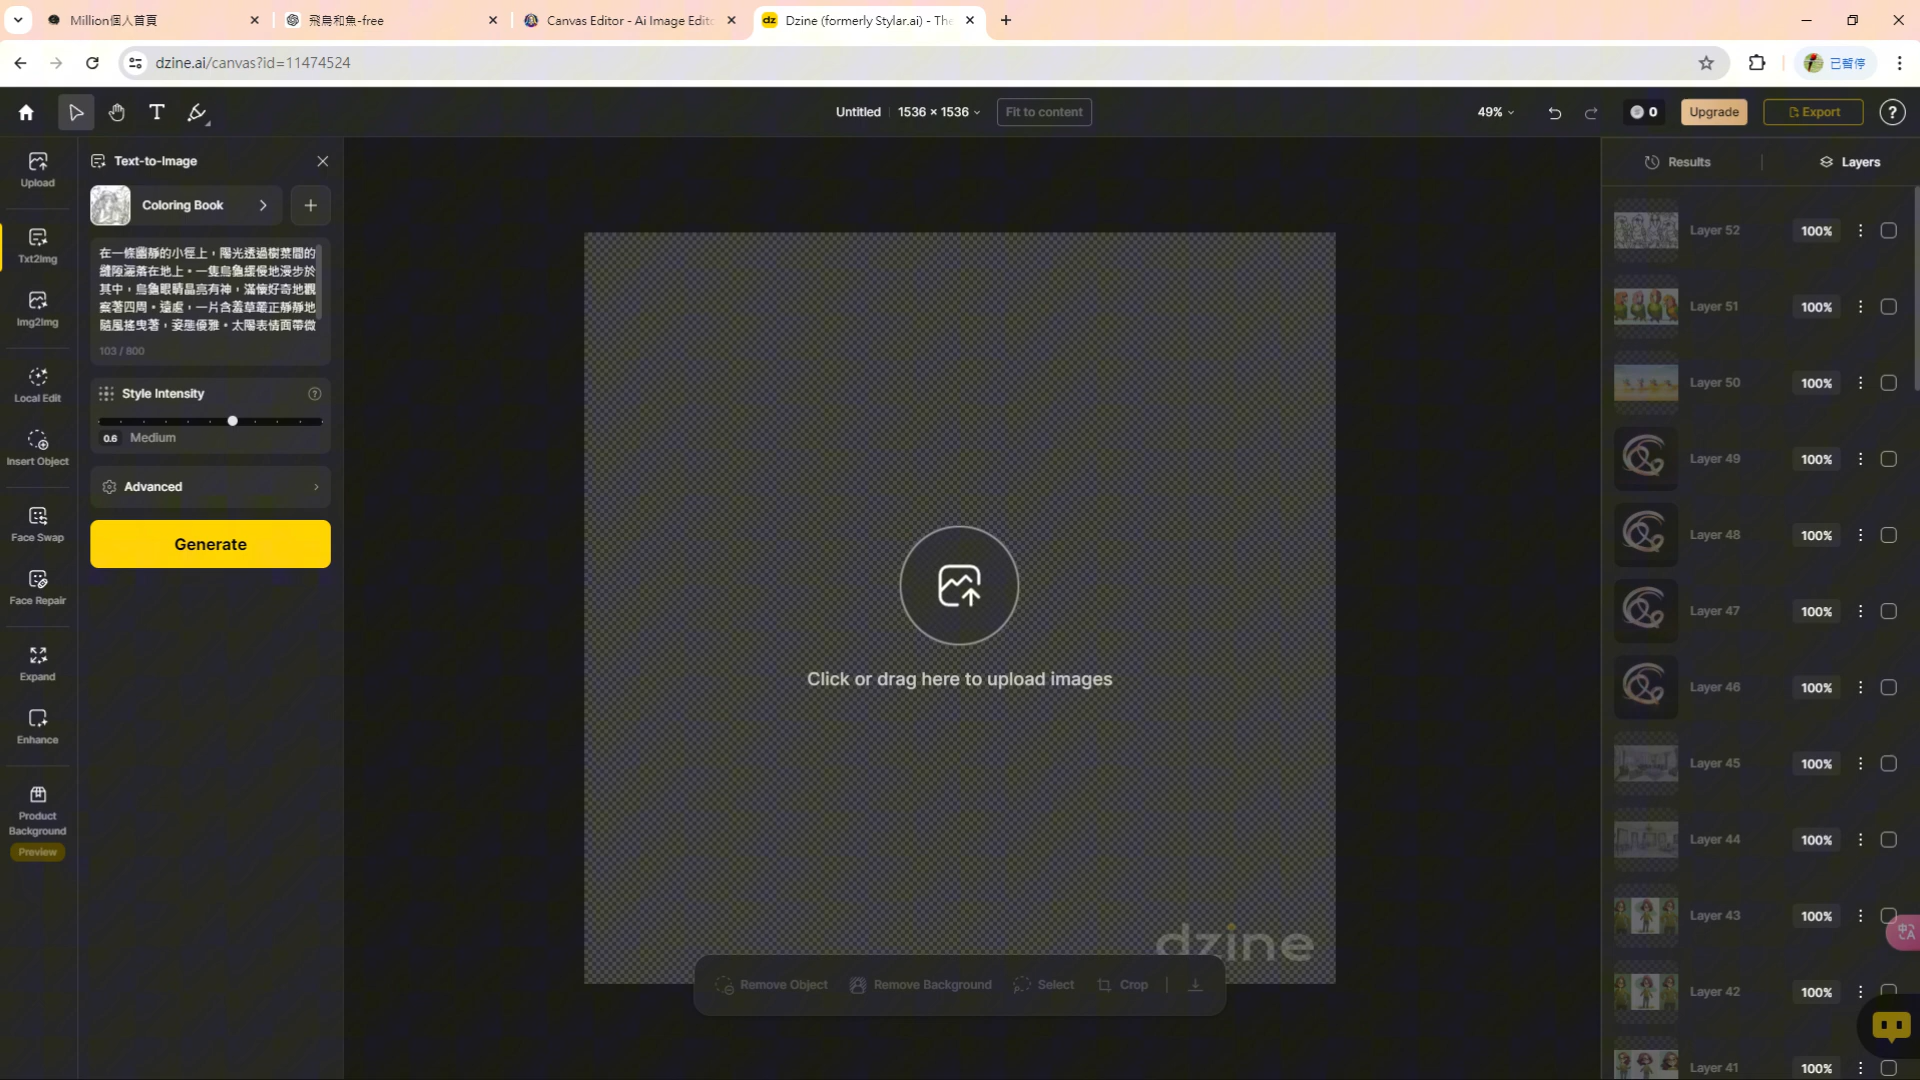 Million個人首頁
飛鳥和魚-free
Canvas Editor - Ai Image Edito
dz Dzine (formerly Stylar.ai) - The
dzine.ai/canvas?id=11474524
已暫停
Untitled
1536 × 1536
Fit to content
49%
0
Upgrade
Export
?
Upload
Txt2Img
Img2Img
Local Edit
Insert Object
Face Swap
Face Repair
Expand
Enhance
Product
Background
Preview
Text-to-Image
Coloring Book
在一條幽靜的小徑上，陽光透過樹葉間的
縫隙灑落在地上。一隻烏龜緩慢地漫步於
其中，烏龜眼睛晶亮有神，滿懷好奇地觀
察著四周。遠處，一片含羞草叢正靜靜地
隨風搖曳著，姿態優雅。太陽表情面帶微
103 / 800
Style Intensity
0.6 Medium
Advanced
Generate
Click or drag here to upload images
dzine
Remove Object
Remove Background
Select
Crop
Results
Layers
Layer 52 100%
Layer 51 100%
Layer 50 100%
Layer 49 100%
Layer 48 100%
Layer 47 100%
Layer 46 100%
Layer 45 100%
Layer 44 100%
Layer 43 100%
Layer 42 100%
Layer 41 100%
中A